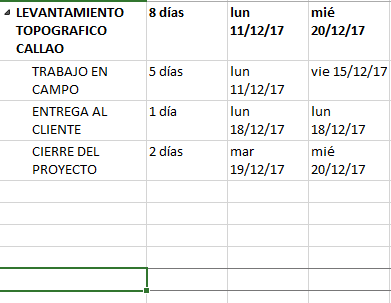 LEVANTAMIENTO TOPOGRAFICO CALLAO 8 días lun 11/12/17 mié 20/12/17
TRABAJO EN CAMPO 5 días lun 11/12/17 vie 15/12/17
ENTREGA AL CLIENTE 1 día lun 18/12/17 lun 18/12/17
CIERRE DEL PROYECTO 2 días mar 19/12/17 mié 20/12/17